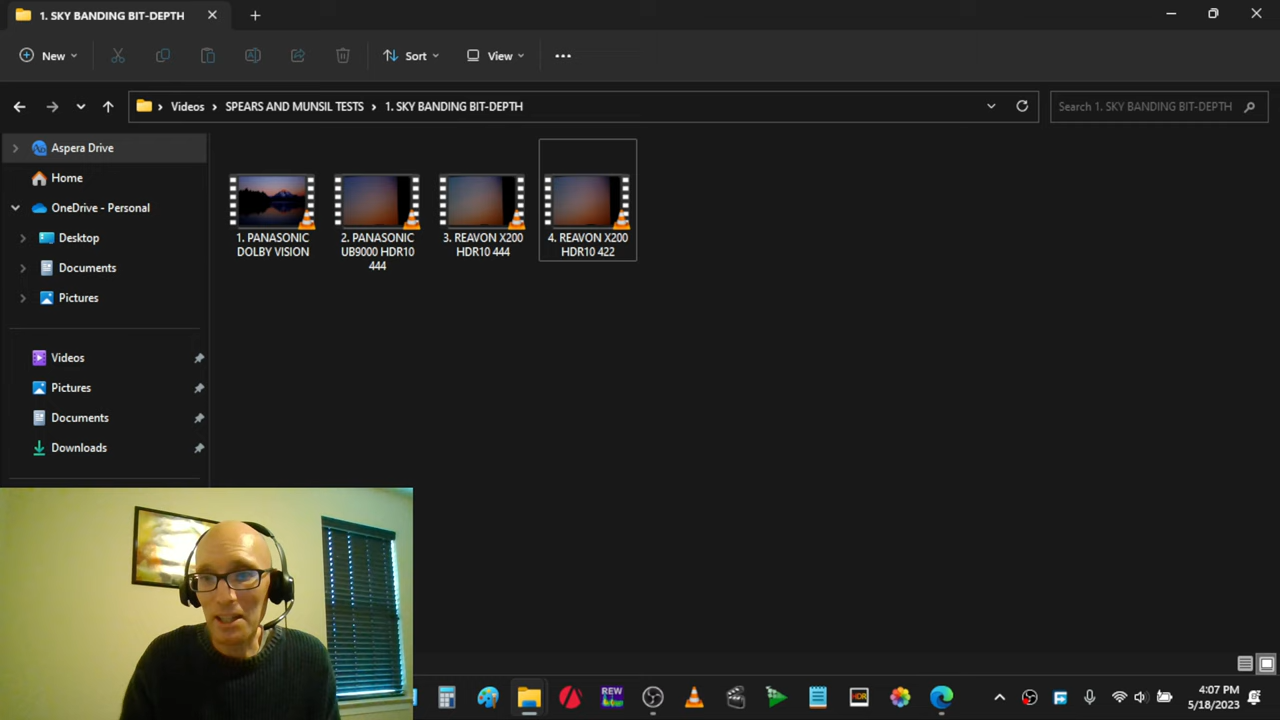 1. SKY BANDING BIT-DEPTH
New
Sort
View
Videos
SPEARS AND MUNSIL TESTS
1. SKY BANDING BIT-DEPTH
Search 1. SKY BANDING BIT-DEPTH
Aspera Drive
Home
OneDrive - Personal
Desktop
Documents
Pictures
Videos
Pictures
Documents
Downloads
1. PANASONIC
DOLBY VISION
2. PANASONIC
UB9000 HDR10
444
3. REAVON X200
HDR10 444
4. REAVON X200
HDR10 422
REW
HDR
4:07 PM
5/18/2023